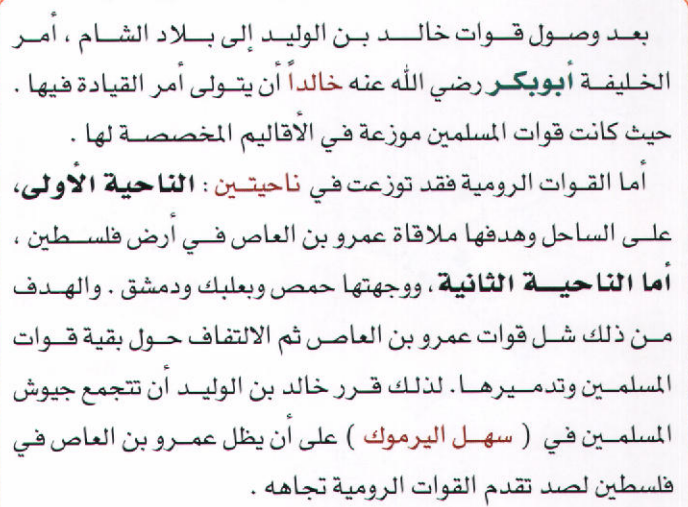 بعد وصول قوات خالد بن الوليد إلى بلاد الشام ، أمر
الخليفة أبوبكر رضي الله عنه خالداً أن يتولى أمر القيادة فيها .
حيث كانت قوات المسلمين موزعة في الأقاليم المخصصة لها .
أما القوات الرومية فقد توزعت في ناحيتين : الناحية الأولى،
على الساحل وهدفها ملاقاة عمرو بن العاص في أرض فلسطين ،
أما الناحية الثانية ، ووجهتها حمص وبعلبك ودمشق . والهدف
من ذلك شل قوات عمرو بن العاص ثم الالتفاف حول بقية قوات
المسلمين وتدميرها. لذلك قرر خالد بن الوليد أن تتجمع جيوش
المسلمين في ( سهل اليرموك ) على أن يظل عمرو بن العاص في
فلسطين لصد تقدم القوات الرومية تجاهه .